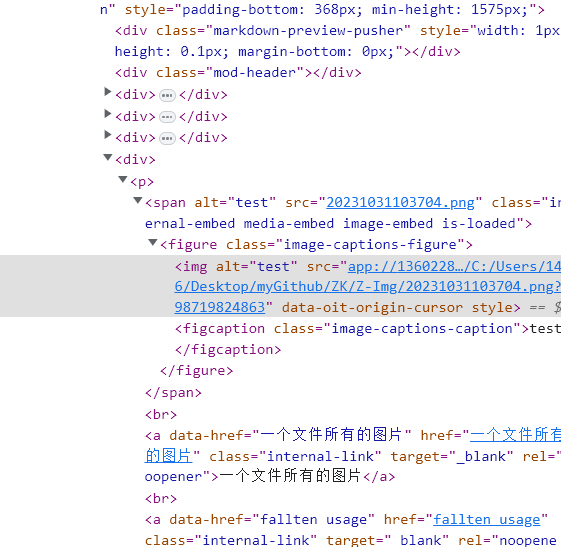 n" style="padding-bottom: 368px; min-height: 1575px;">
<div class="markdown-preview-pusher" style="width: 1px
height: 0.1px; margin-bottom: 0px;"></div>
<div class="mod-header"></div>
<div>…</div>
<div>…</div>
<div>…</div>
<div>
<p>
<span alt="test" src="20231031103704.png" class="in
ernal-embed media-embed image-embed is-loaded">
<figure class="image-captions-figure">
<img alt="test" src="app://1360228…/C:/Users/14
6/Desktop/myGithub/ZK/Z-Img/20231031103704.png?
98719824863" data-oit-origin-cursor style> == $
<figcaption class="image-captions-caption">test
</figcaption>
</figure>
</span>
<br>
<a data-href="一个文件所有的图片" href="一个文件所有
的图片" class="internal-link" target="_blank" rel="
oopener">一个文件所有的图片</a>
<br>
<a data-href="fallten usage" href="fallten usage"
class="internal-link" target="_blank" rel="noopene